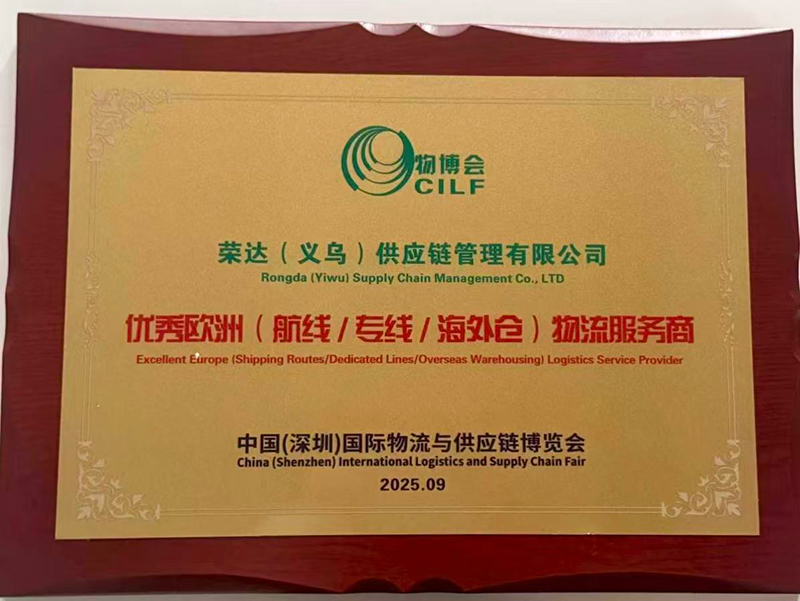 物博会
CILF
荣达（义乌）供应链管理有限公司
Rongda (Yiwu) Supply Chain Management Co., LTD
优秀欧洲（航线/专线/海外仓）物流服务商
Excellent Europe (Shipping Routes/Dedicated Lines/Overseas Warehousing) Logistics Service Provider
中国(深圳)国际物流与供应链博览会
China (Shenzhen) International Logistics and Supply Chain Fair
2025.09